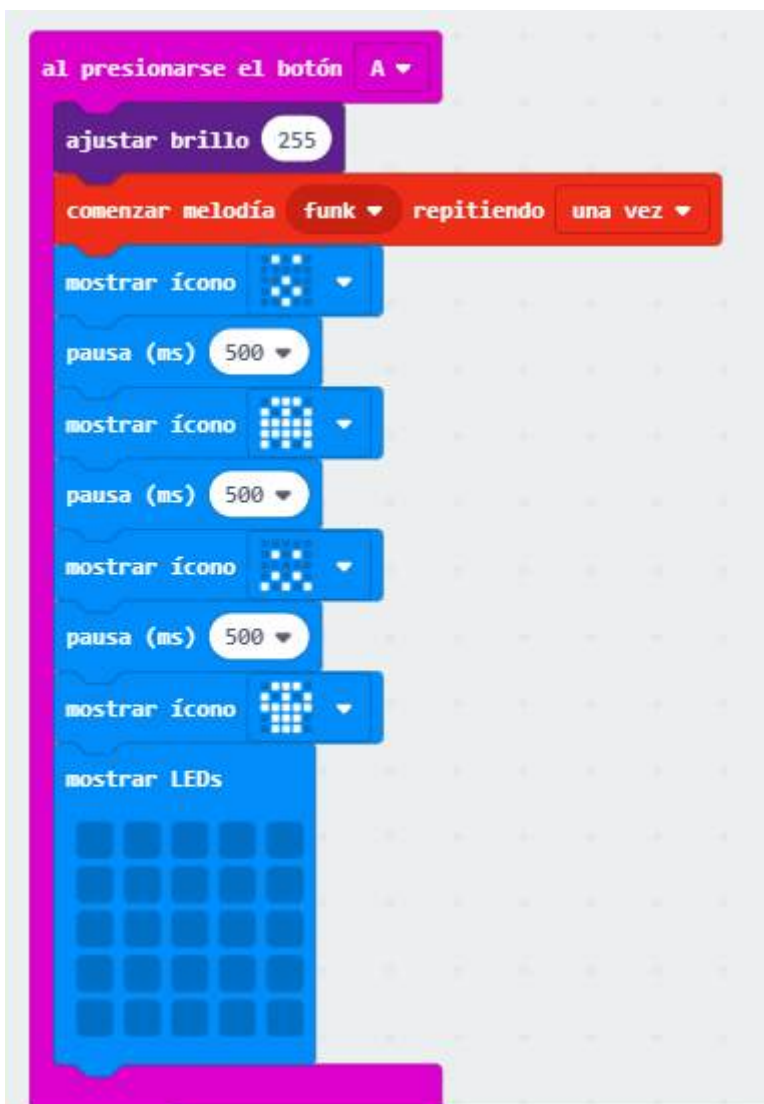 al presionarse el botón A
ajustar brillo 255
comenzar melodía funk repitiendo una vez
mostrar ícono
pausa (ms) 500
mostrar ícono
pausa (ms) 500
mostrar ícono
pausa (ms) 500
mostrar ícono
mostrar LEDs